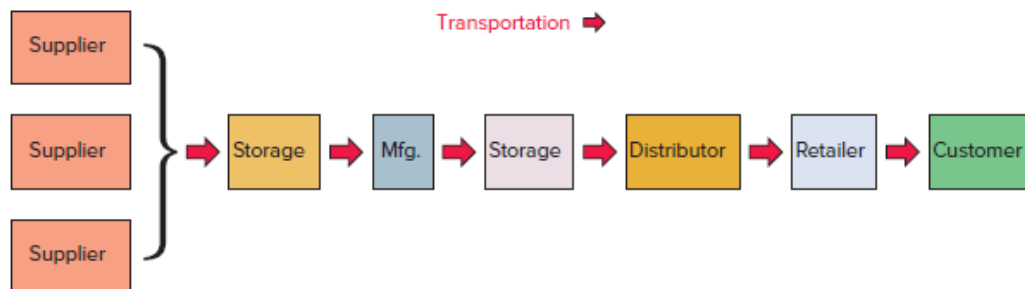 Transportation
Supplier
Supplier
Supplier
Storage
Mfg.
Storage
Distributor
Retailer
Customer